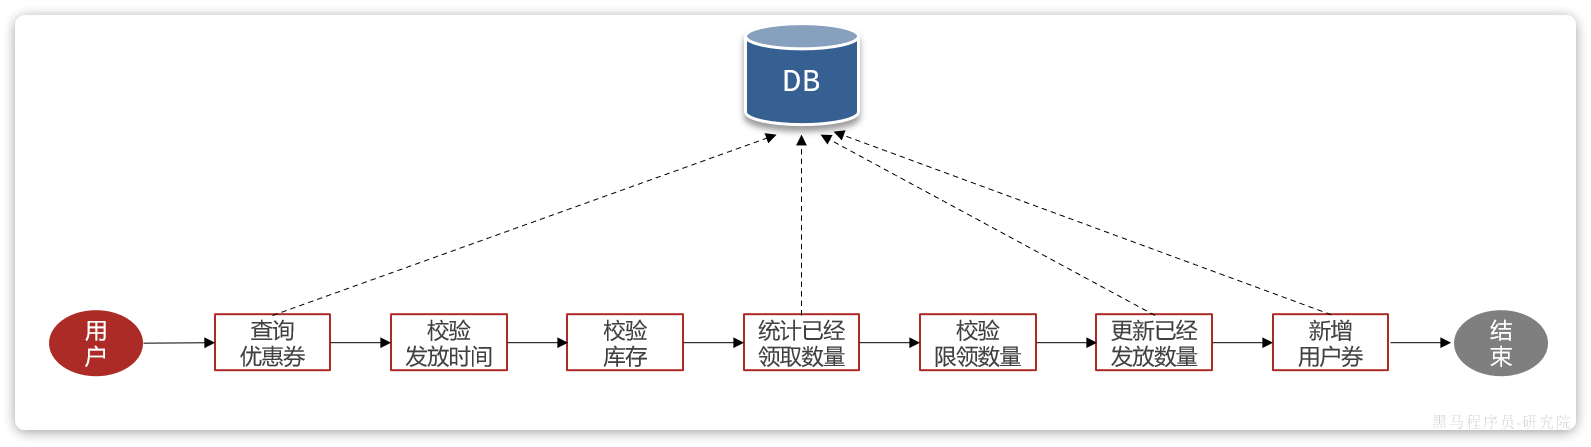 DB
用
户
查询
优惠券
校验
发放时间
校验
库存
统计已经
领取数量
校验
限领数量
更新已经
发放数量
新增
用户券
结
束
黑马程序员-研究院